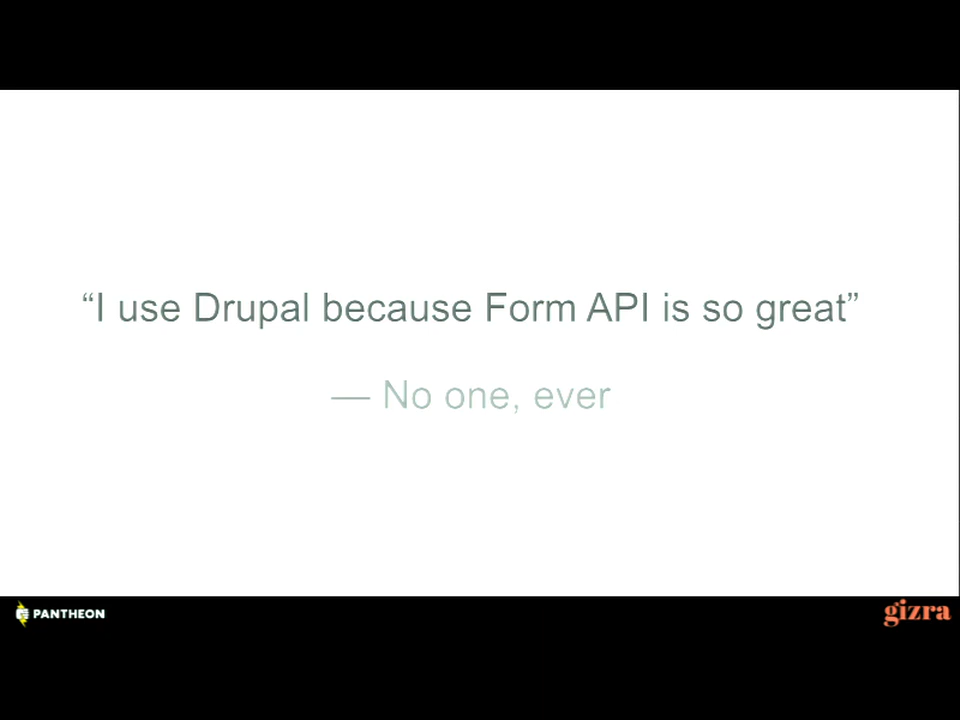 “I use Drupal because Form API is so great”
— No one, ever
PANTHEON
gizra